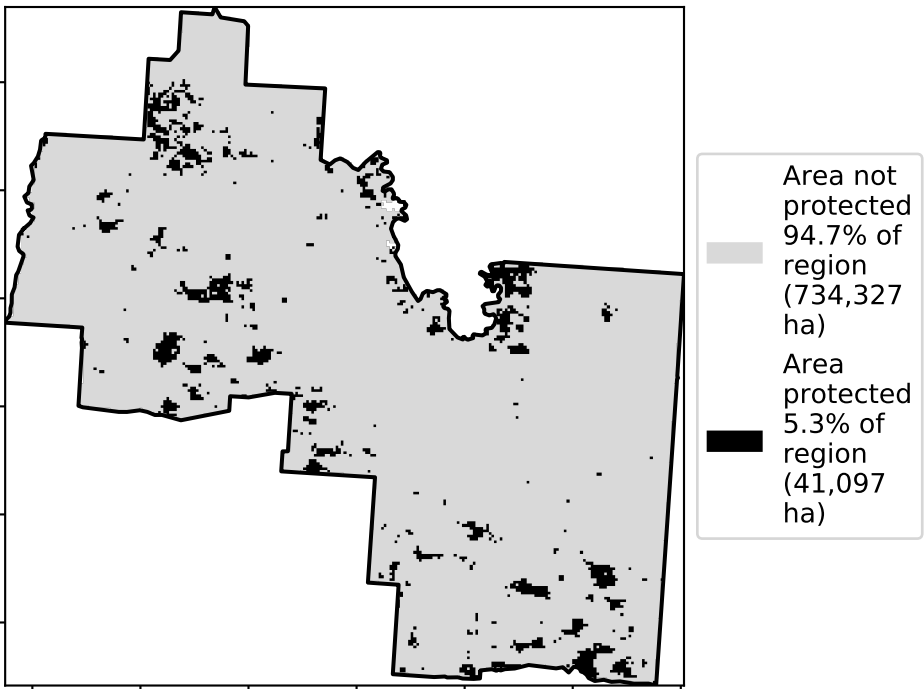 Area not
protected
94.7% of
region
(734,327
ha)
Area
protected
5.3% of
region
(41,097
ha)